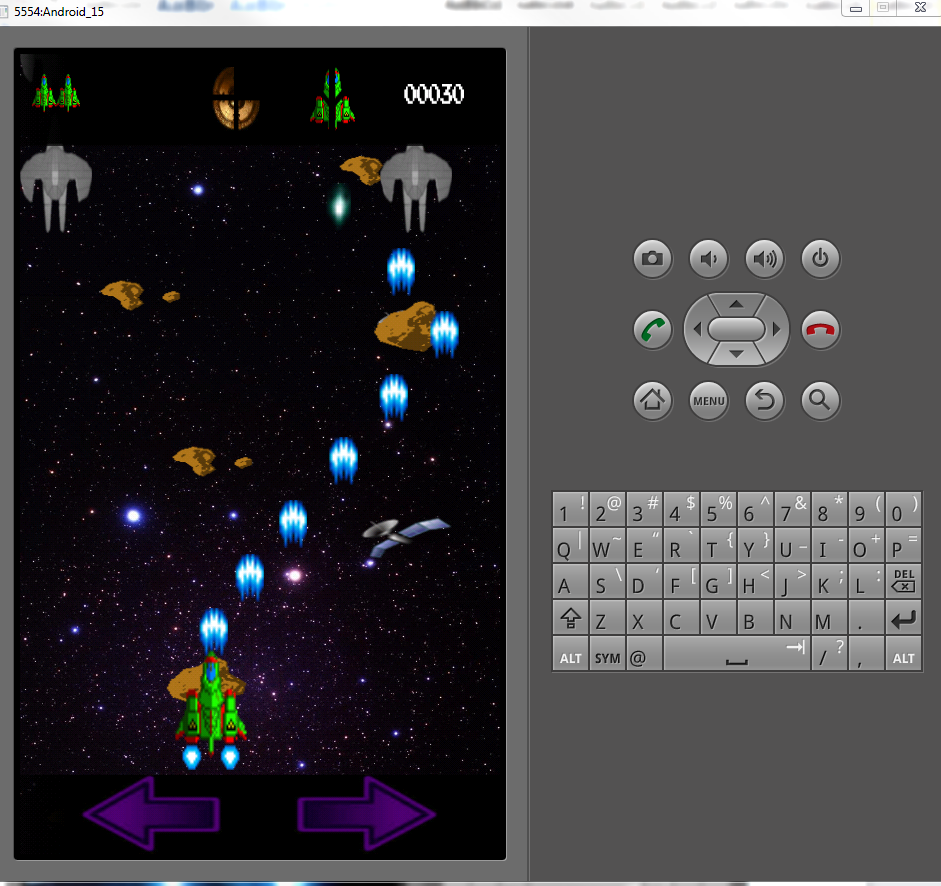 5554:Android_15
00030
MENU
1 ! 2 @ 3 # 4 $ 5 % 6 ^ 7 & 8 * 9 ( 0 )
Q | W ~ E " R ` T { Y } U _ I - O + P =
A S \ D ' F [ G ] H < J > K ; L : DEL
Z X C V B N M .
ALT SYM @ / ? , ALT